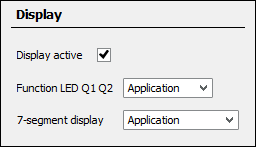 Display
Display active
Function LED Q1 Q2 Application
7-segment display Application